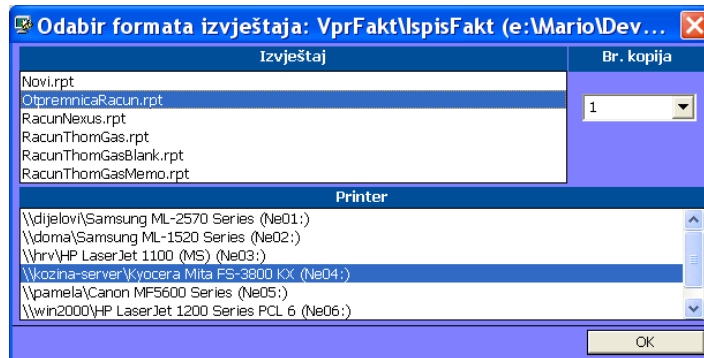 Odabir formata izvještaja: VprFakt\IspisFakt (e:\Mario\Dev...
Izvještaj
Br. kopija
Novi.rpt
OtpremnicaRacun.rpt
1
RacunNexus.rpt
RacunThomGas.rpt
RacunThomGasBlank.rpt
RacunThomGasMemo.rpt
Printer
\\dijelovi\Samsung ML-2570 Series (Ne01:)
\\doma\Samsung ML-1520 Series (Ne02:)
\\hrv\HP LaserJet 1100 (MS) (Ne03:)
\\kozina-server\Kyocera Mita FS-3800 KX (Ne04:)
\\pamela\Canon MF5600 Series (Ne05:)
\\win2000\HP LaserJet 1200 Series PCL 6 (Ne06:)
OK